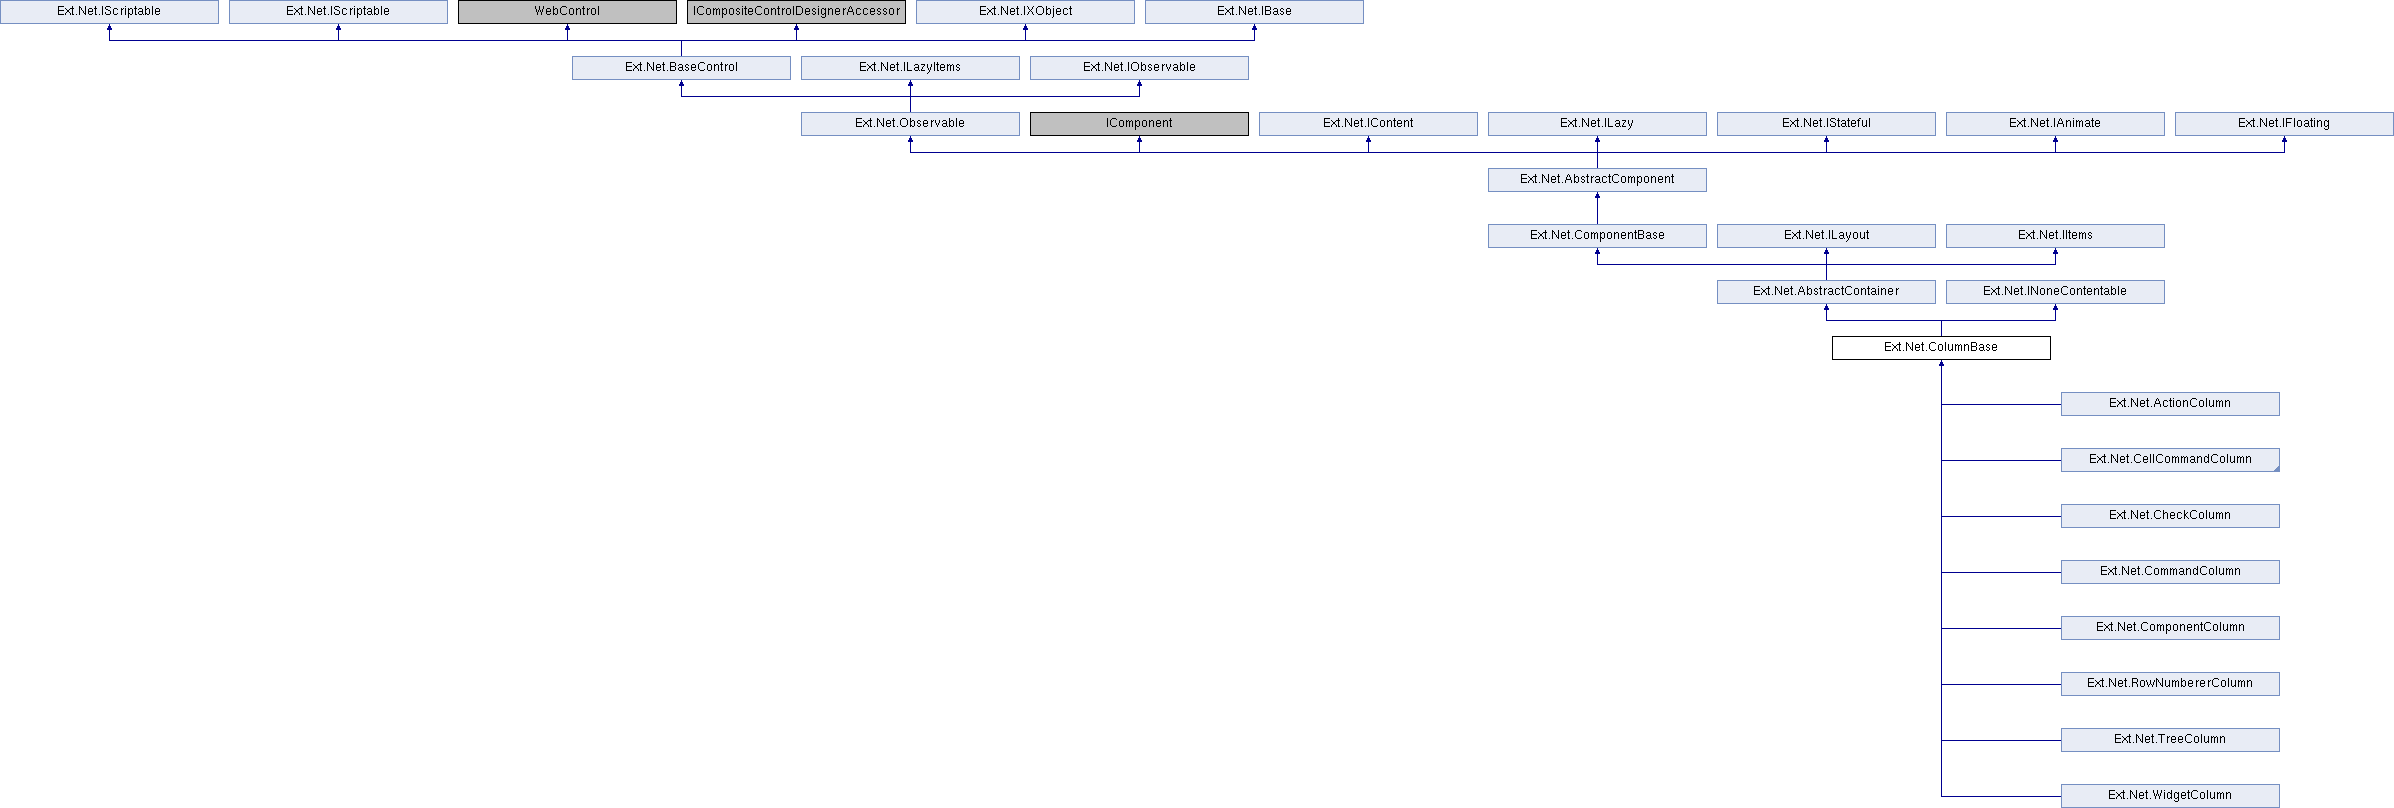 Ext.Net.IScriptable
Ext.Net.IScriptable
WebControl
ICompositeControlDesignerAccessor
Ext.Net.IXObject
Ext.Net.IBase
Ext.Net.BaseControl
Ext.Net.ILazyItems
Ext.Net.IObservable
Ext.Net.Observable
IComponent
Ext.Net.IContent
Ext.Net.ILazy
Ext.Net.IStateful
Ext.Net.IAnimate
Ext.Net.IFloating
Ext.Net.AbstractComponent
Ext.Net.ComponentBase
Ext.Net.ILayout
Ext.Net.IItems
Ext.Net.AbstractContainer
Ext.Net.INoneContentable
Ext.Net.ColumnBase
Ext.Net.ActionColumn
Ext.Net.CellCommandColumn
Ext.Net.CheckColumn
Ext.Net.CommandColumn
Ext.Net.ComponentColumn
Ext.Net.RowNumbererColumn
Ext.Net.TreeColumn
Ext.Net.WidgetColumn